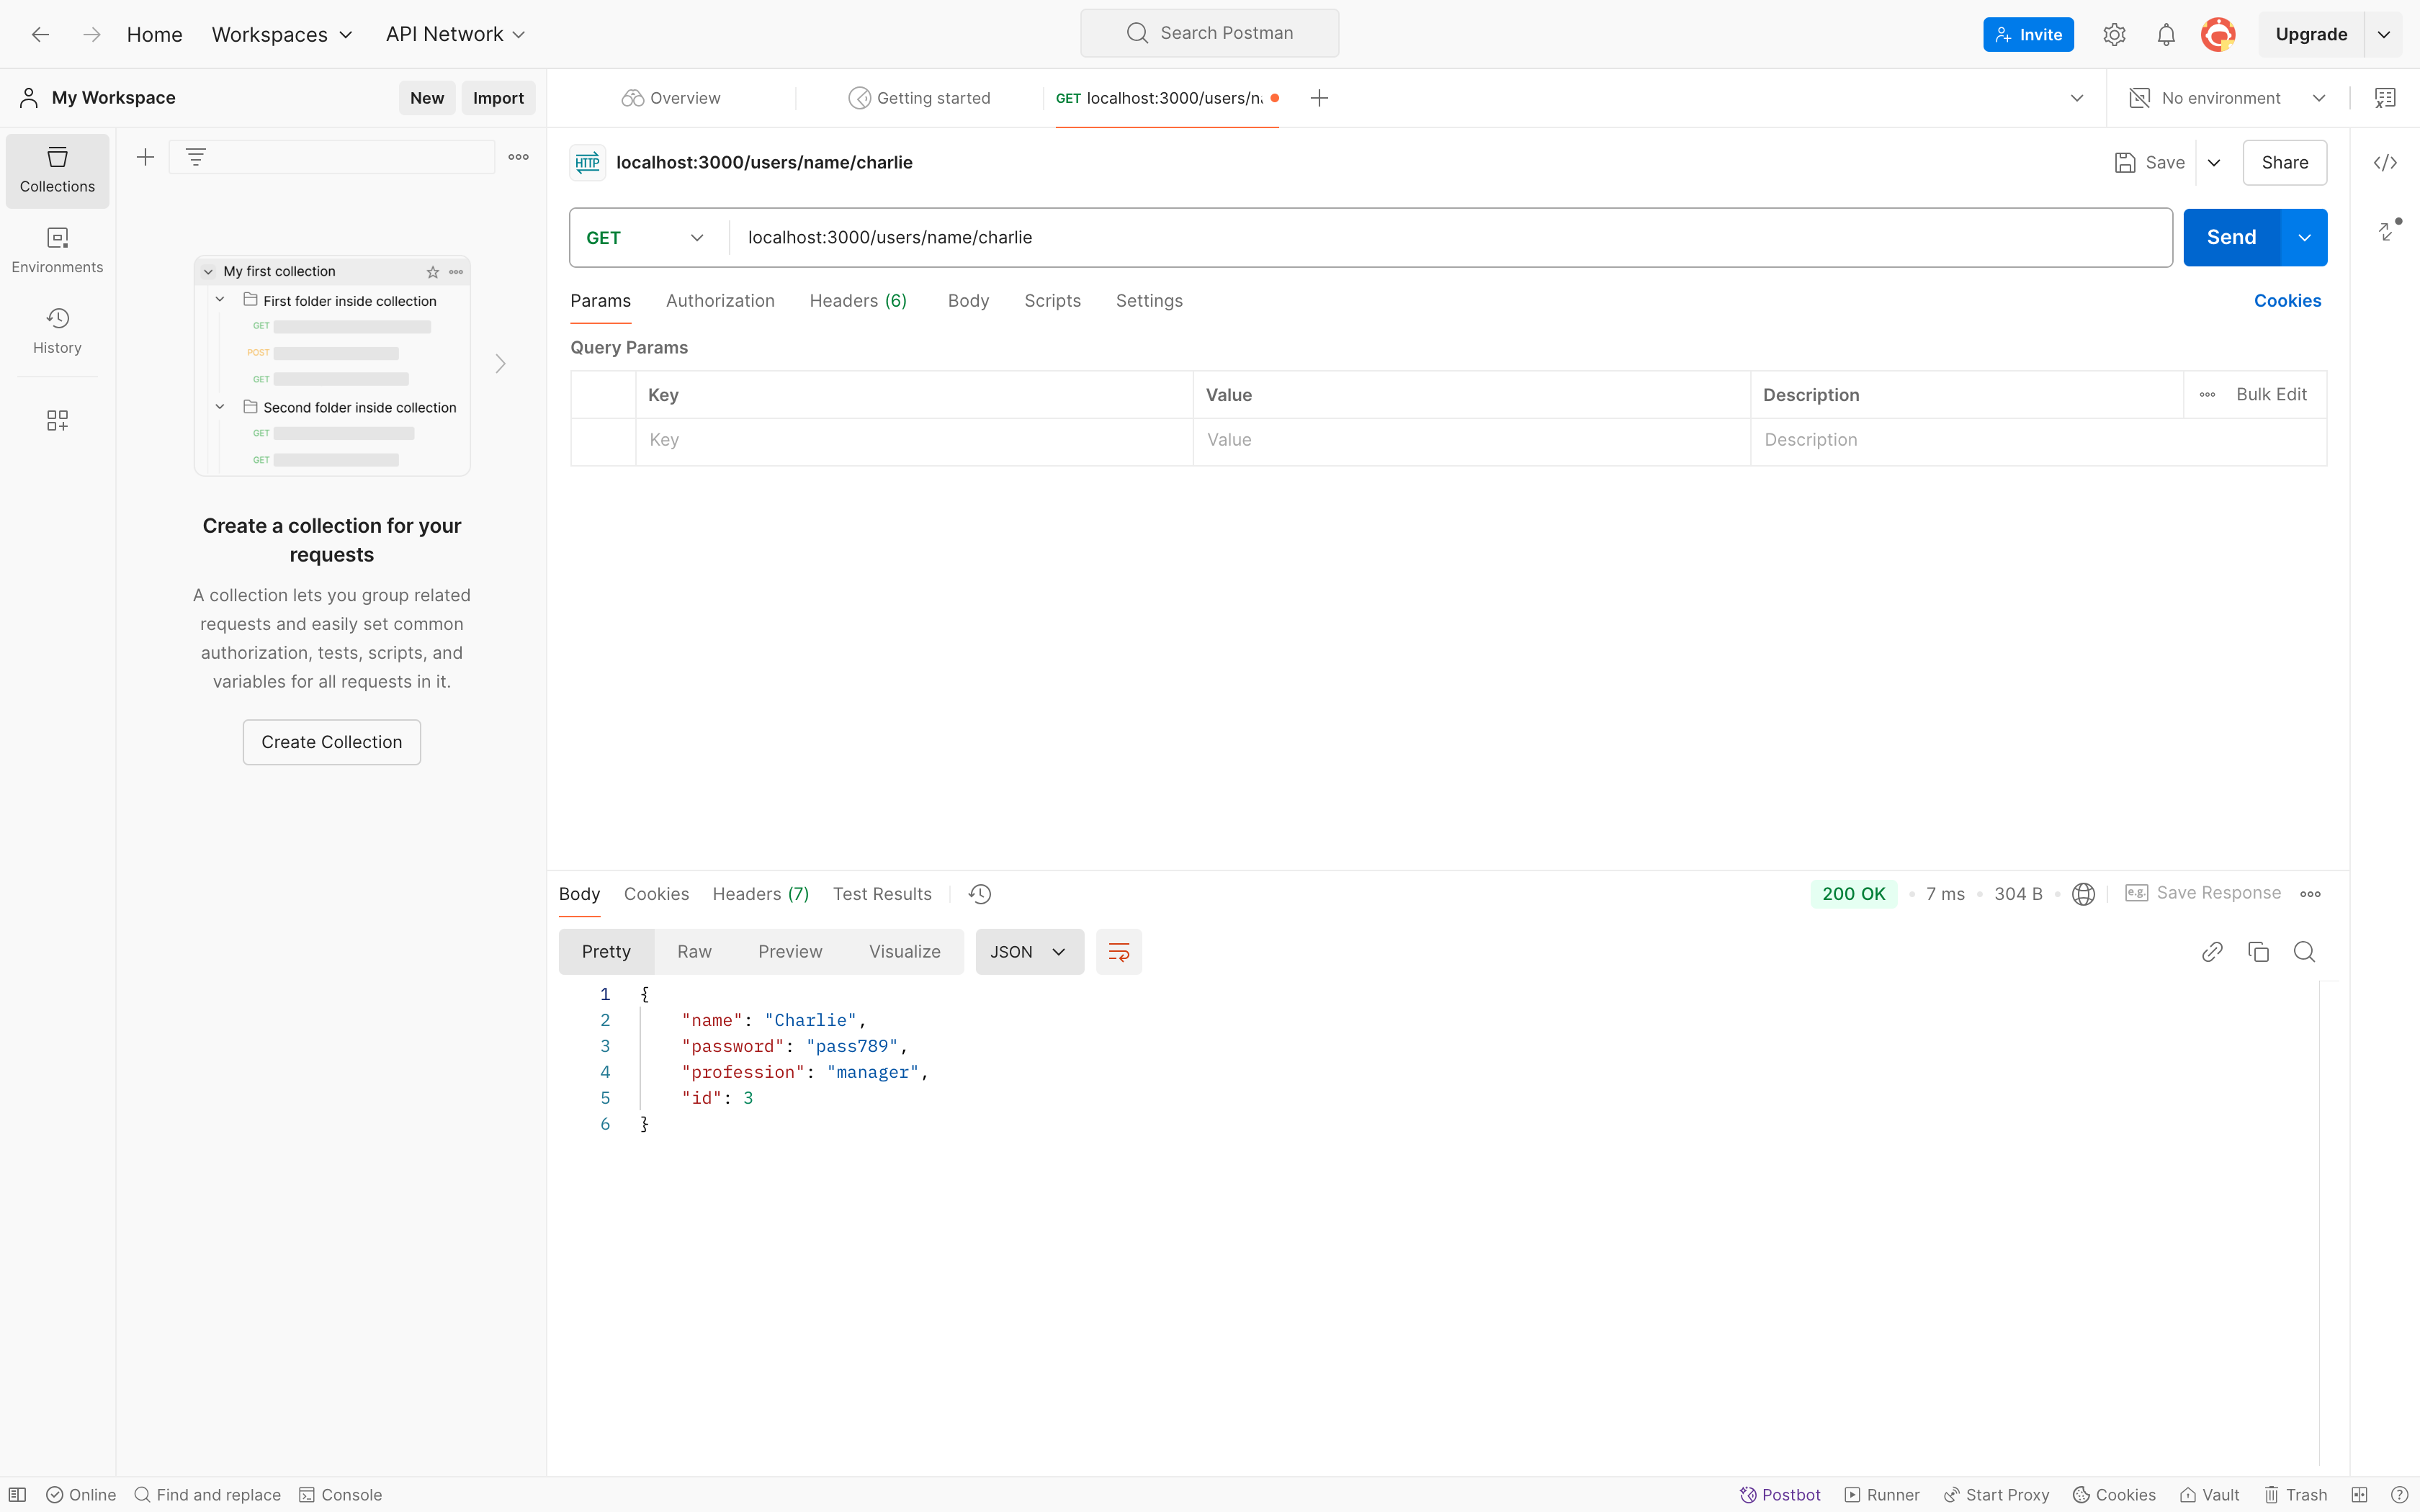 Home Workspaces API Network Search Postman Invite Upgrade
My Workspace New Import
Overview Getting started GET localhost:3000/users/n No environment
Collections
Environments
History
My first collection
First folder inside collection
GET
POST
GET
Second folder inside collection
GET
GET
Create a collection for your
requests
A collection lets you group related
requests and easily set common
authorization, tests, scripts, and
variables for all requests in it.
Create Collection
HTTP localhost:3000/users/name/charlie Save Share
GET localhost:3000/users/name/charlie Send
Params Authorization Headers (6) Body Scripts Settings Cookies
Query Params
Key Value Description Bulk Edit
Key Value Description
Body Cookies Headers (7) Test Results 200 OK • 7 ms • 304 B • e.g. Save Response
Pretty Raw Preview Visualize JSON
1 {
2 "name": "Charlie",
3 "password": "pass789",
4 "profession": "manager",
5 "id": 3
6 }
Online Find and replace Console Postbot Runner Start Proxy Cookies Vault Trash